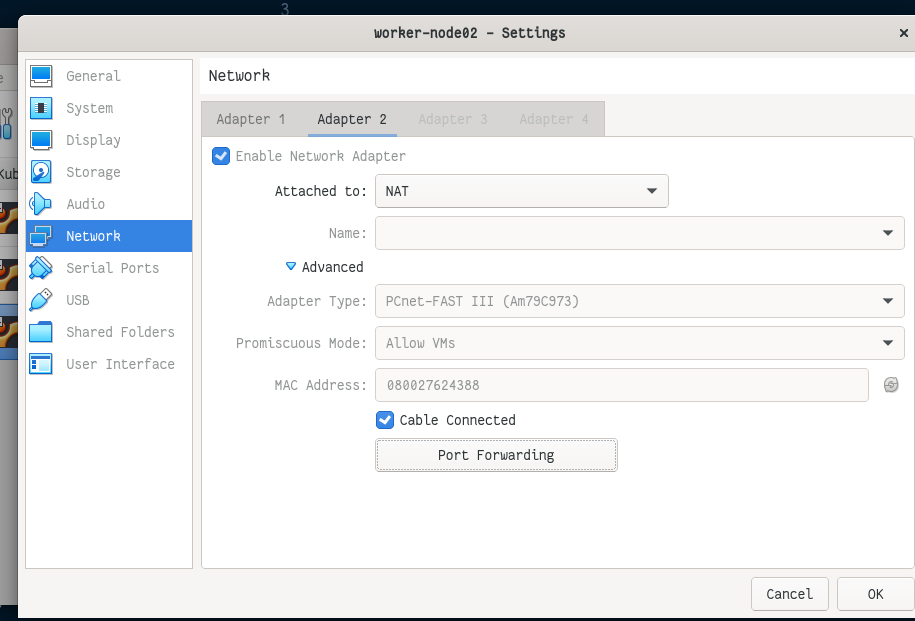 3
worker-node02 - Settings
General
System
Display
Storage
Audio
Network
Serial Ports
USB
Shared Folders
User Interface
Network
Adapter 1 Adapter 2 Adapter 3 Adapter 4
Enable Network Adapter
Attached to: NAT
Name:
Advanced
Adapter Type: PCnet-FAST III (Am79C973)
Promiscuous Mode: Allow VMs
MAC Address: 080027624388
Cable Connected
Port Forwarding
Cancel OK
e
Kub